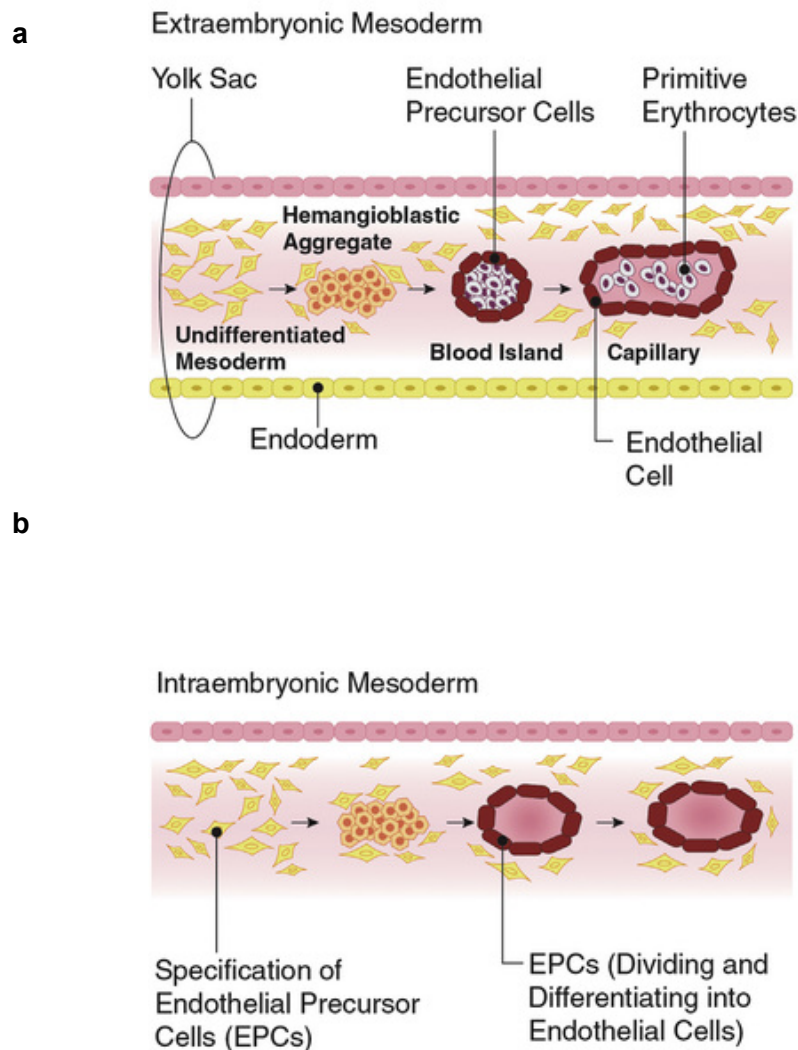 a
Extraembryonic Mesoderm
Yolk Sac
Endothelial
Precursor Cells
Primitive
Erythrocytes
Hemangioblastic
Aggregate
Undifferentiated
Mesoderm
Blood Island
Capillary
Endoderm
Endothelial
Cell
b
Intraembryonic Mesoderm
Specification of
Endothelial Precursor
Cells (EPCs)
EPCs (Dividing and
Differentiating into
Endothelial Cells)